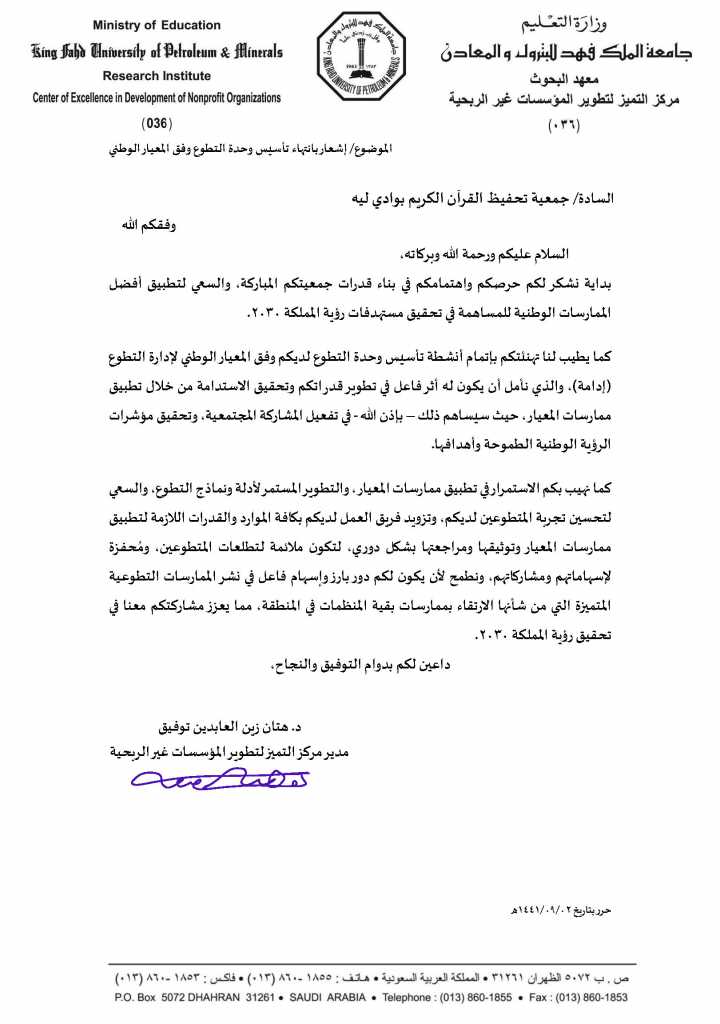 Ministry of Education
King Fahd University of Petroleum & Minerals
Research Institute
Center of Excellence in Development of Nonprofit Organizations
(036)
وزارة التعليم
جامعة الملك فهد للبترول والمعادن
معهد البحوث
مركز التميز لتطوير المؤسسات غير الربحية
(٠٣٦)
الموضوع/ إشعار بانتهاء تأسيس وحدة التطوع وفق المعيار الوطني
السادة/ جمعية تحفيظ القرآن الكريم بوادي ليه
وفقكم الله
السلام عليكم ورحمة الله وبركاته،
بداية نشكر لكم حرصكم واهتمامكم في بناء قدرات جمعيتكم المباركة، والسعي لتطبيق أفضل
الممارسات الوطنية للمساهمة في تحقيق مستهدفات رؤية المملكة ٢٠٣٠.
كما يطيب لنا تهنئتكم بإتمام أنشطة تأسيس وحدة التطوع لديكم وفق المعيار الوطني لإدارة التطوع
(إدامة)، والذي نأمل أن يكون له أثر فاعل في تطوير قدراتكم وتحقيق الاستدامة من خلال تطبيق
ممارسات المعيار، حيث سيساهم ذلك – بإذن الله- في تفعيل المشاركة المجتمعية، وتحقيق مؤشرات
الرؤية الوطنية الطموحة وأهدافها.
كما نهيب بكم الاستمرار في تطبيق ممارسات المعيار، والتطوير المستمر لأدلة ونماذج التطوع، والسعي
لتحسين تجربة المتطوعين لديكم، وتزويد فريق العمل لديكم بكافة الموارد والقدرات اللازمة لتطبيق
ممارسات المعيار وتوثيقها ومراجعتها بشكل دوري، لتكون ملائمة لتطلعات المتطوعين، ومُحفزة
لإسهاماتهم ومشاركاتهم، ونطمح لأن يكون لكم دور بارز وإسهام فاعل في نشر الممارسات التطوعية
المتميزة التي من شأنها الارتقاء بممارسات بقية المنظمات في المنطقة، مما يعزز مشاركتكم معنا في
تحقيق رؤية المملكة ٢٠٣٠.
داعين لكم بدوام التوفيق والنجاح،
د. هتان زين العابدين توفيق
مدير مركز التميز لتطوير المؤسسات غير الربحية
حرر بتاريخ ١٤٤١/٠٩/٠٢هـ
ص . ب ٥٠٧٢ الظهران ٣١٢٦١ • المملكة العربية السعودية • هاتف : ١٨٥٥ -٨٦٠ (٠١٣) • فاكس : ١٨٥٣ -٨٦٠ (٠١٣)
P.O. Box 5072 DHAHRAN 31261 • SAUDI ARABIA • Telephone : (013) 860-1855 • Fax : (013) 860-1853